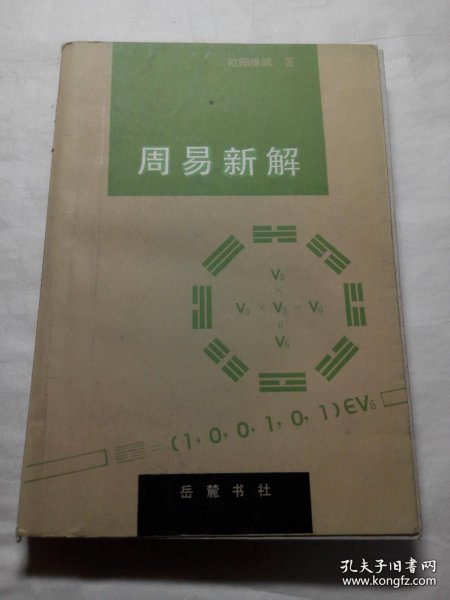 欧阳维诚 著
周易新解
V3
×
V3 × V3 = V6
=
V6
(1,0,0,1,0,1)EV6
岳麓书社
孔夫子旧书网
www.kongfz.com